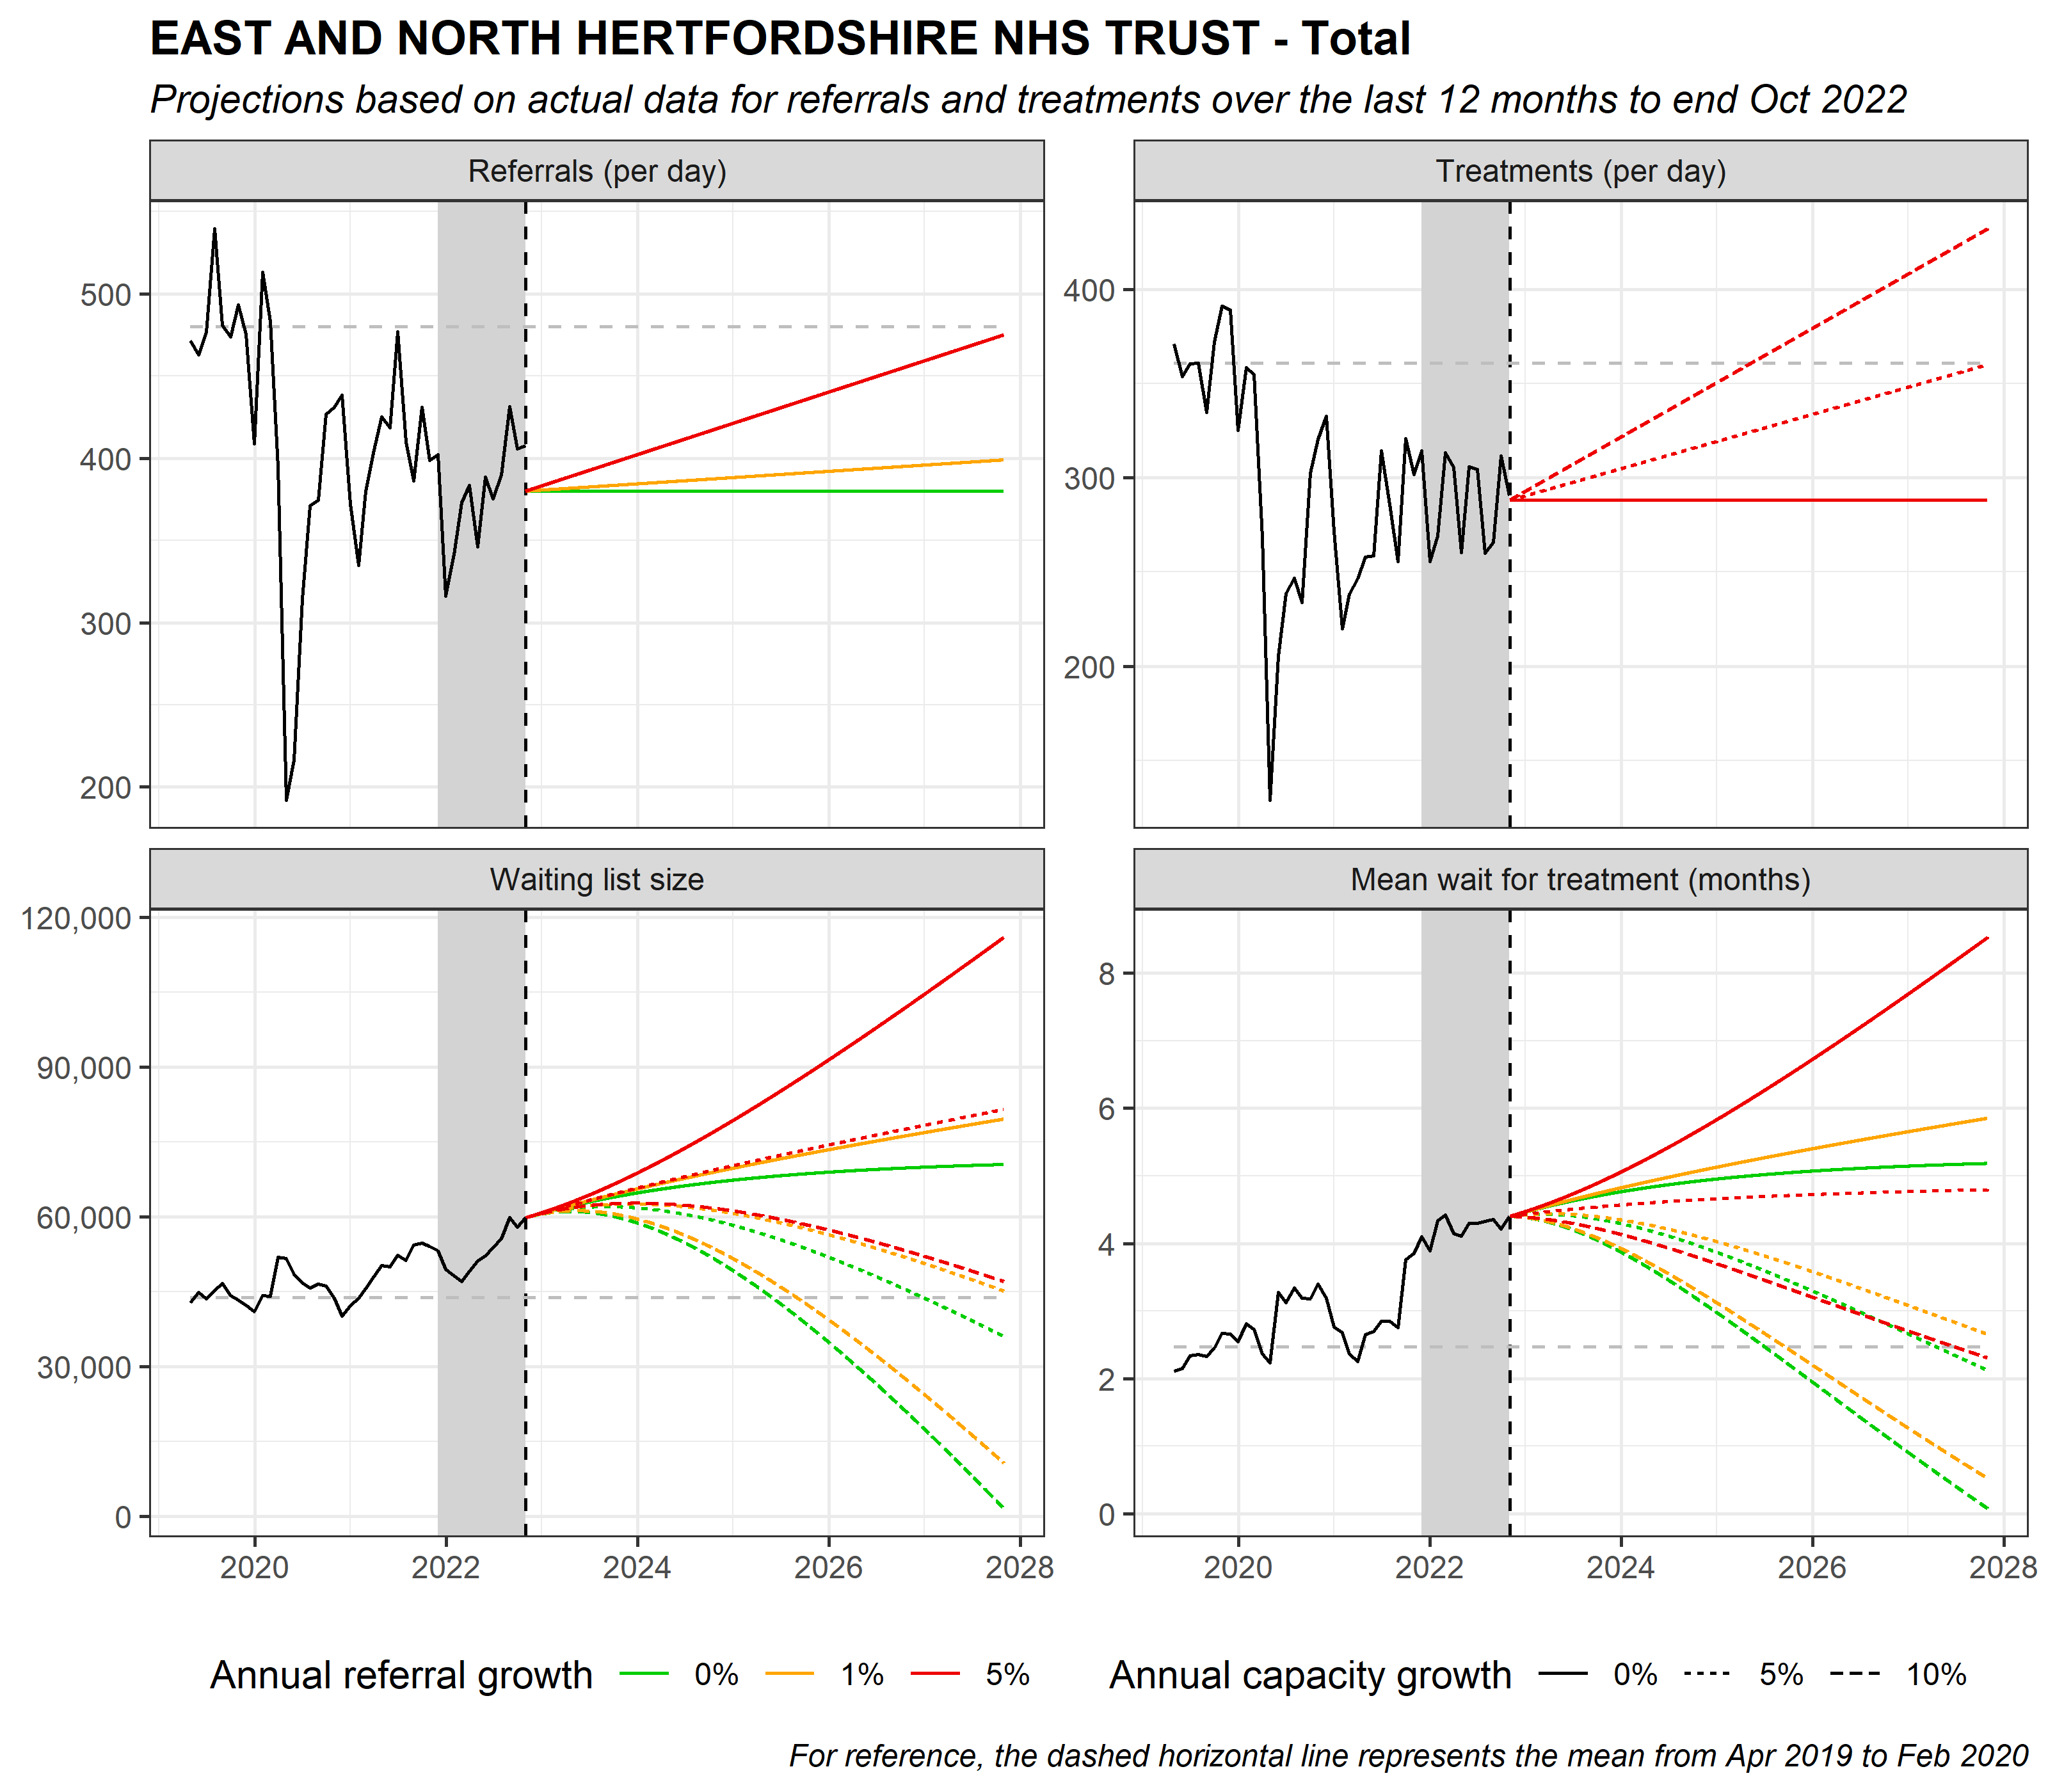 EAST AND NORTH HERTFORDSHIRE NHS TRUST - Total
Projections based on actual data for referrals and treatments over the last 12 months to end Oct 2022
Referrals (per day)
500
400
300
200
Treatments (per day)
400
300
200
Waiting list size
120,000
90,000
60,000
30,000
0
2020 2022 2024 2026 2028
Mean wait for treatment (months)
8
6
4
2
0
2020 2022 2024 2026 2028
Annual referral growth 0% 1% 5%
Annual capacity growth 0% 5% 10%
For reference, the dashed horizontal line represents the mean from Apr 2019 to Feb 2020